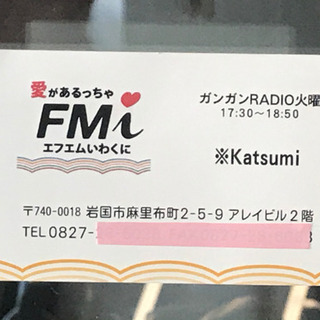 愛があるっちゃ
FMi
エフエムいわくに
ガンガンRADIO火曜
17:30～18:50
※Katsumi
〒740-0018 岩国市麻里布町2-5-9 アレイビル2階
TEL 0827-